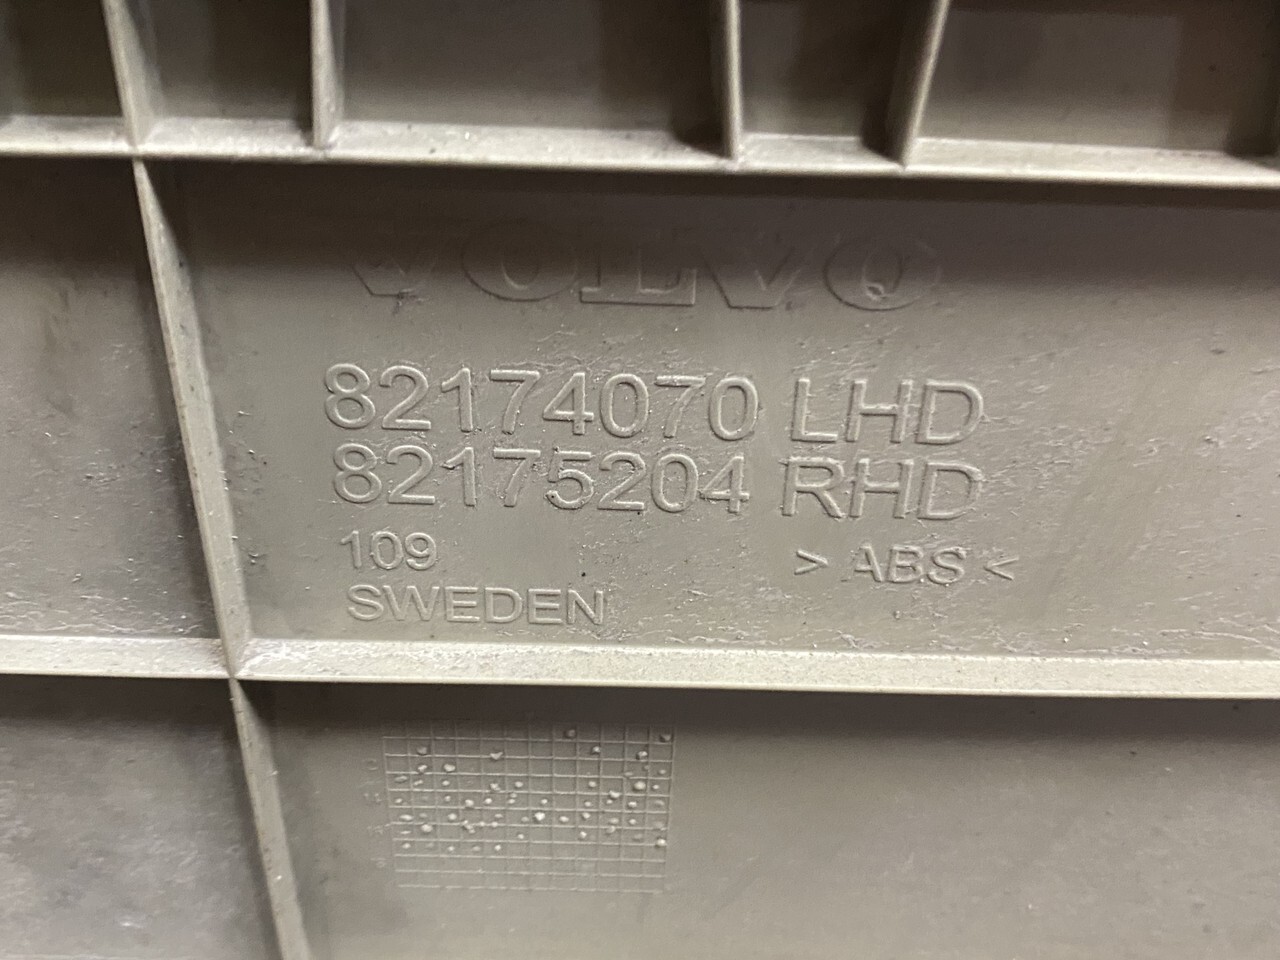 VOLVO
82174070 LHD
82175204 RHD
109 > ABS <
SWEDEN